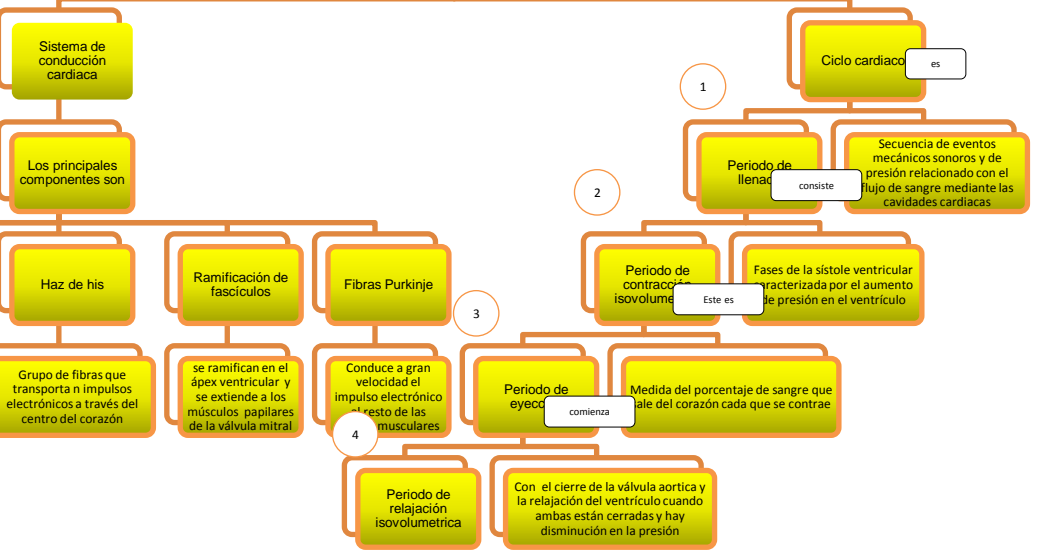 Sistema de
conducción
cardiaca
Los principales
componentes son
Haz de his
Grupo de fibras que
transporta n impulsos
electrónicos a través del
centro del corazón
Ramificación de
fascículos
se ramifican en el
ápex ventricular y
se extiende a los
músculos papilares
de la válvula mitral
Fibras Purkinje
Conduce a gran
velocidad el
impulso electrónico
resto de las
musculares
Ciclo cardiaco
es
Secuencia de eventos
mecánicos sonoros y de
presión relacionado con el
flujo de sangre mediante las
cavidades cardiacas
1
Periodo de
consiste
Fases de la sístole ventricular
caracterizada por el aumento
de presión en el ventrículo
2
Periodo de
contracción
Este es
Medida del porcentaje de sangre que
sale del corazón cada que se contrae
3
Periodo de
comienza
Con el cierre de la válvula aortica y
la relajación del ventrículo cuando
ambas están cerradas y hay
disminución en la presión
4
Periodo de
relajación
isovolumetrica